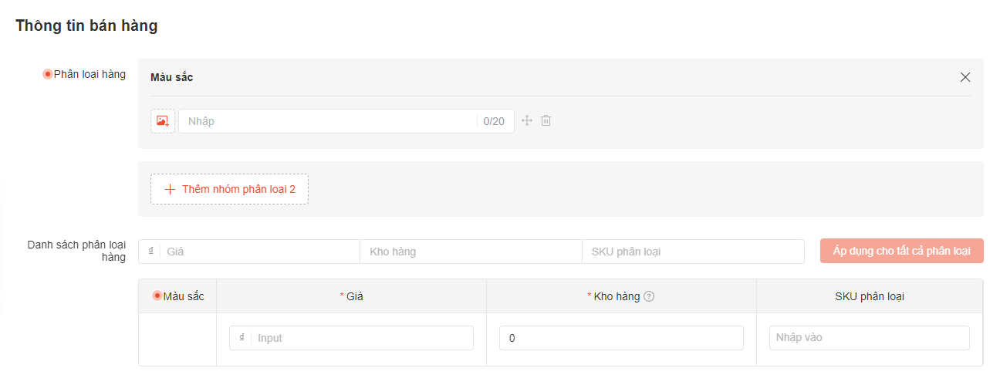 Thông tin bán hàng
Phân loại hàng
Màu sắc
Nhập 0/20
Thêm nhóm phân loại 2
Danh sách phân loại
hàng
₫ Giá Kho hàng SKU phân loại Áp dụng cho tất cả phân loại
Màu sắc * Giá * Kho hàng ? SKU phân loại
₫ Input 0 Nhập vào